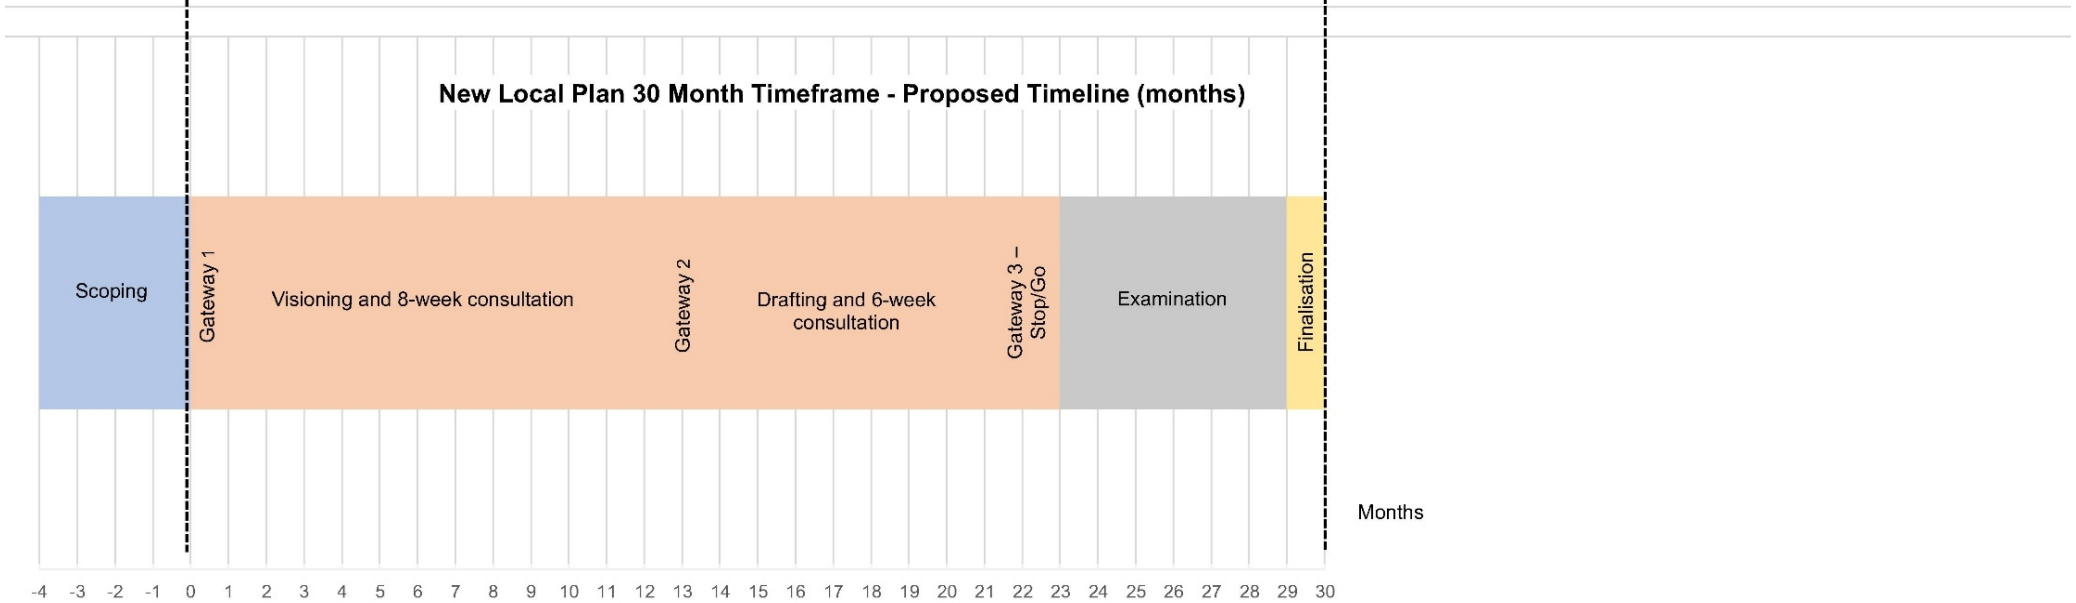 New Local Plan 30 Month Timeframe - Proposed Timeline (months)
Scoping
Gateway 1
Visioning and 8-week consultation
Gateway 2
Drafting and 6-week
consultation
Gateway 3 –
Stop/Go
Examination
Finalisation
Months
-4 -3 -2 -1 0 1 2 3 4 5 6 7 8 9 10 11 12 13 14 15 16 17 18 19 20 21 22 23 24 25 26 27 28 29 30